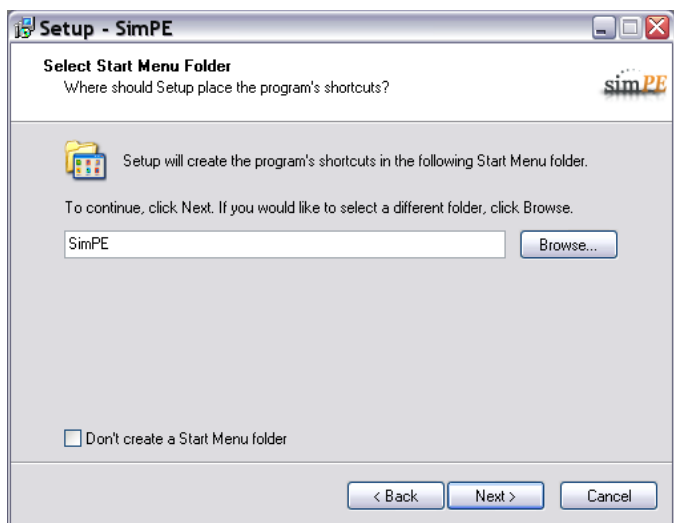 Setup - SimPE
Select Start Menu Folder
Where should Setup place the program's shortcuts?
simPE
Setup will create the program's shortcuts in the following Start Menu folder.
To continue, click Next. If you would like to select a different folder, click Browse.
SimPE
Browse...
Don't create a Start Menu folder
< Back
Next >
Cancel